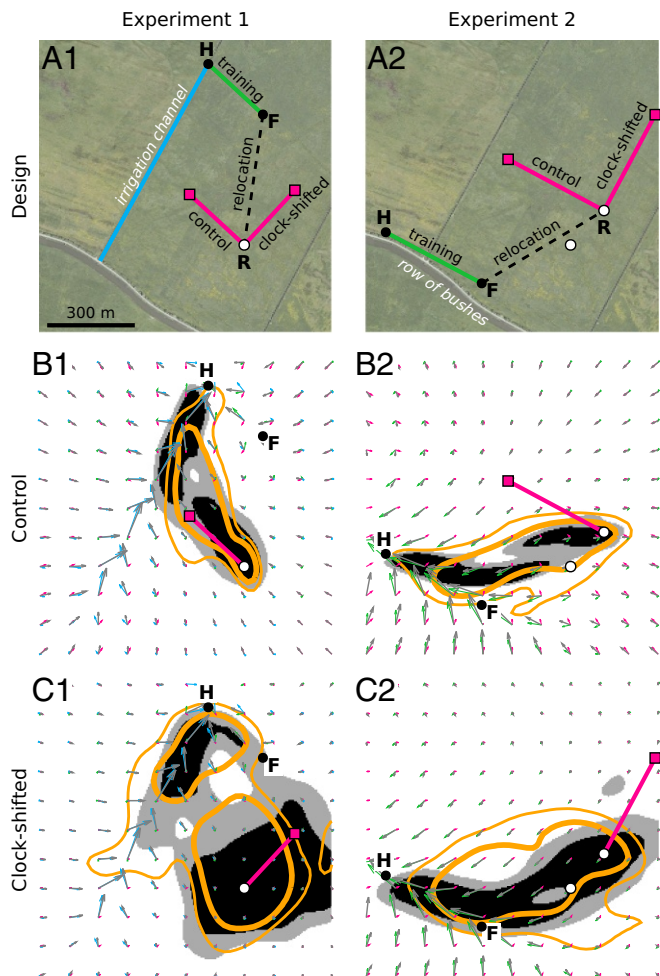 Experiment 1
Experiment 2
Design
A1
H
training
F
irrigation channel
relocation
control
clock-shifted
R
300 m
A2
control
clock-shifted
R
H
training
relocation
F
row of bushes
Control
B1
H
F
B2
H
F
Clock-shifted
C1
H
F
C2
H
F